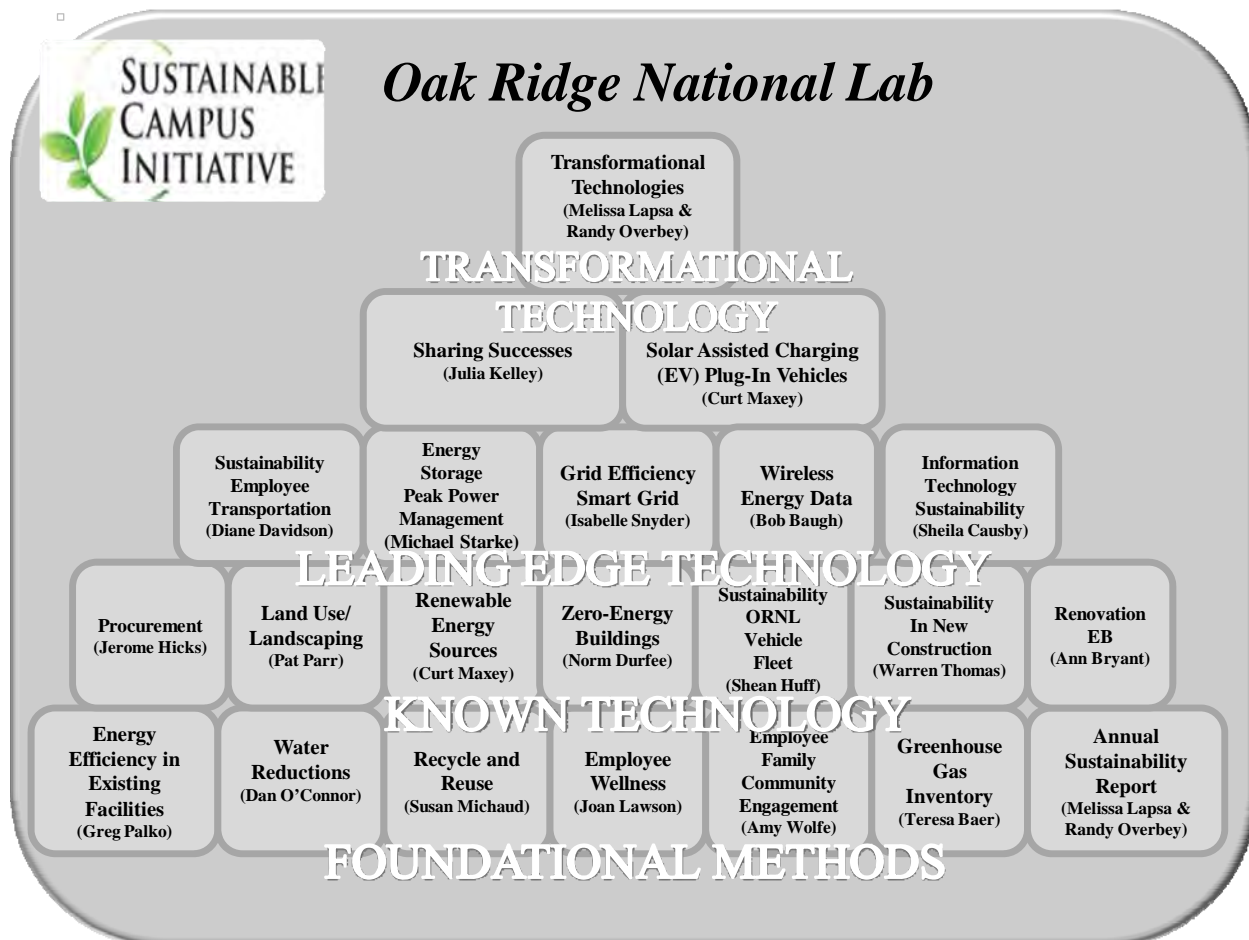 SUSTAINABLE
CAMPUS
INITIATIVE
Oak Ridge National Lab
Transformational
Technologies
(Melissa Lapsa &
Randy Overbey)
TRANSFORMATIONAL
TECHNOLOGY
Sharing Successes
(Julia Kelley)
Solar Assisted Charging
(EV) Plug-In Vehicles
(Curt Maxey)
Sustainability
Employee
Transportation
(Diane Davidson)
Energy
Storage
Peak Power
Management
(Michael Starke)
Grid Efficiency
Smart Grid
(Isabelle Snyder)
Wireless
Energy Data
(Bob Baugh)
Information
Technology
Sustainability
(Sheila Causby)
LEADING EDGE TECHNOLOGY
Procurement
(Jerome Hicks)
Land Use/
Landscaping
(Pat Parr)
Renewable
Energy
Sources
(Curt Maxey)
Zero-Energy
Buildings
(Norm Durfee)
Sustainability
ORNL
Vehicle
Fleet
(Shean Huff)
Sustainability
In New
Construction
(Warren Thomas)
Renovation
EB
(Ann Bryant)
KNOWN TECHNOLOGY
Energy
Efficiency in
Existing
Facilities
(Greg Palko)
Water
Reductions
(Dan O’Connor)
Recycle and
Reuse
(Susan Michaud)
Employee
Wellness
(Joan Lawson)
Employee
Family
Community
Engagement
(Amy Wolfe)
Greenhouse
Gas
Inventory
(Teresa Baer)
Annual
Sustainability
Report
(Melissa Lapsa &
Randy Overbey)
FOUNDATIONAL METHODS